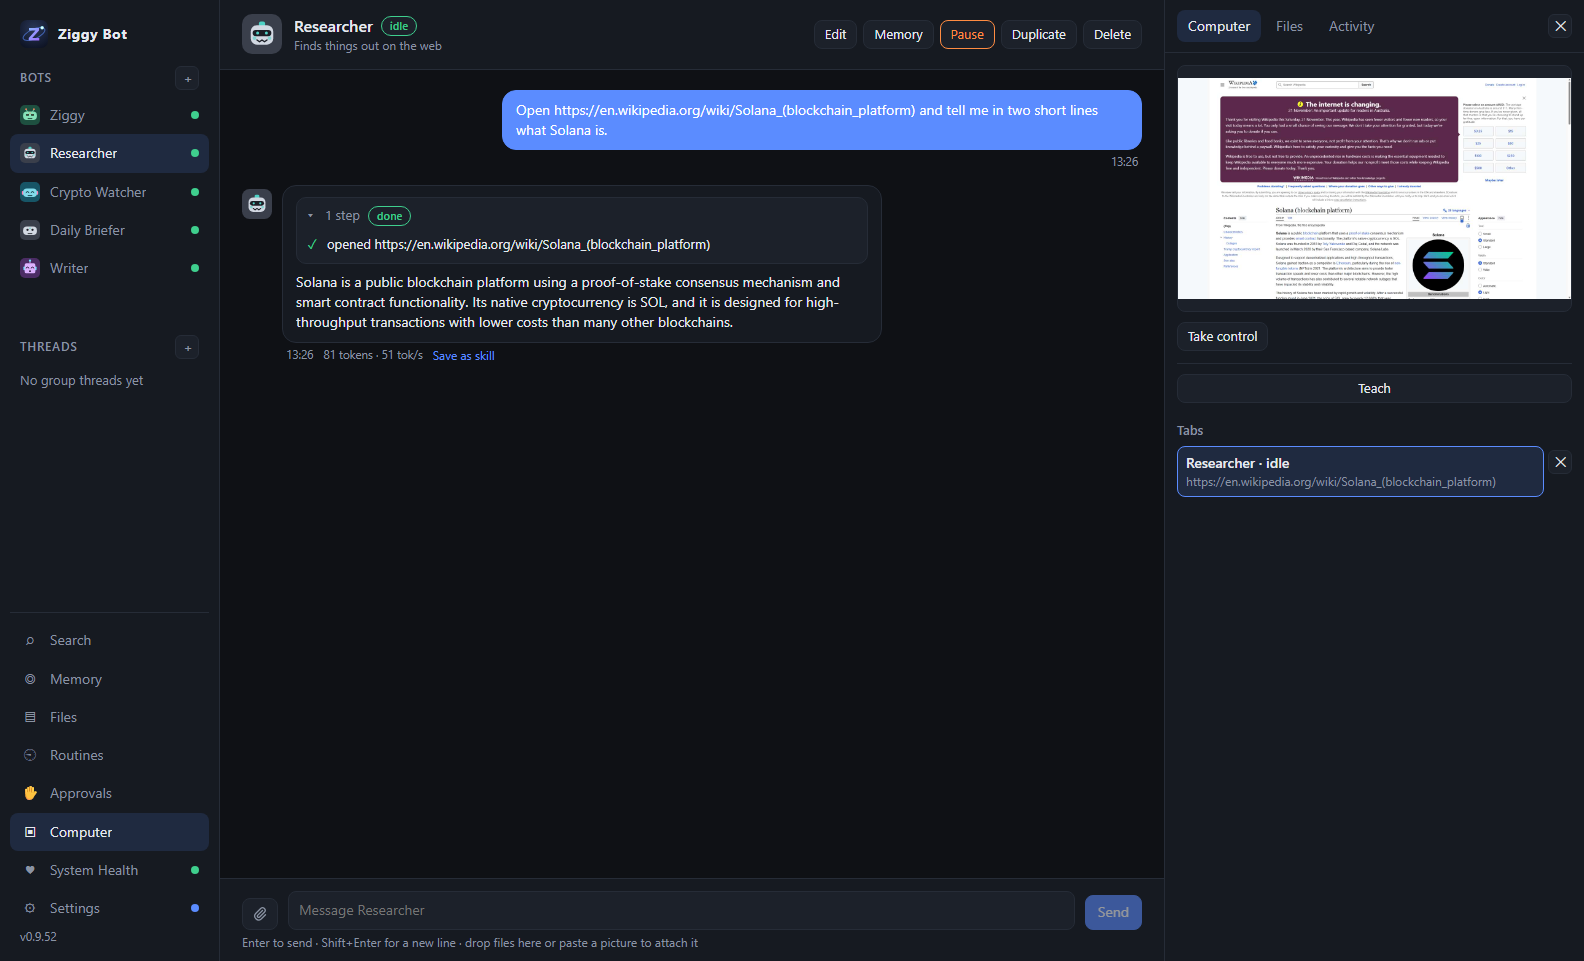 Ziggy Bot
BOTS
+
Ziggy
Researcher
Crypto Watcher
Daily Briefer
Writer
THREADS
+
No group threads yet
Search
Memory
Files
Routines
Approvals
Computer
System Health
Settings
v0.9.52
Researcher idle
Finds things out on the web
Edit Memory Pause Duplicate Delete
Open https://en.wikipedia.org/wiki/Solana_(blockchain_platform) and tell me in two short lines
what Solana is.
13:26
1 step done
✓ opened https://en.wikipedia.org/wiki/Solana_(blockchain_platform)
Solana is a public blockchain platform using a proof-of-stake consensus mechanism and
smart contract functionality. Its native cryptocurrency is SOL, and it is designed for high-
throughput transactions with lower costs than many other blockchains.
13:26 81 tokens · 51 tok/s Save as skill
Message Researcher
Send
Enter to send · Shift+Enter for a new line · drop files here or paste a picture to attach it
Computer Files Activity
The internet is changing.
Solana (blockchain platform)
Take control
Teach
Tabs
Researcher · idle
https://en.wikipedia.org/wiki/Solana_(blockchain_platform)